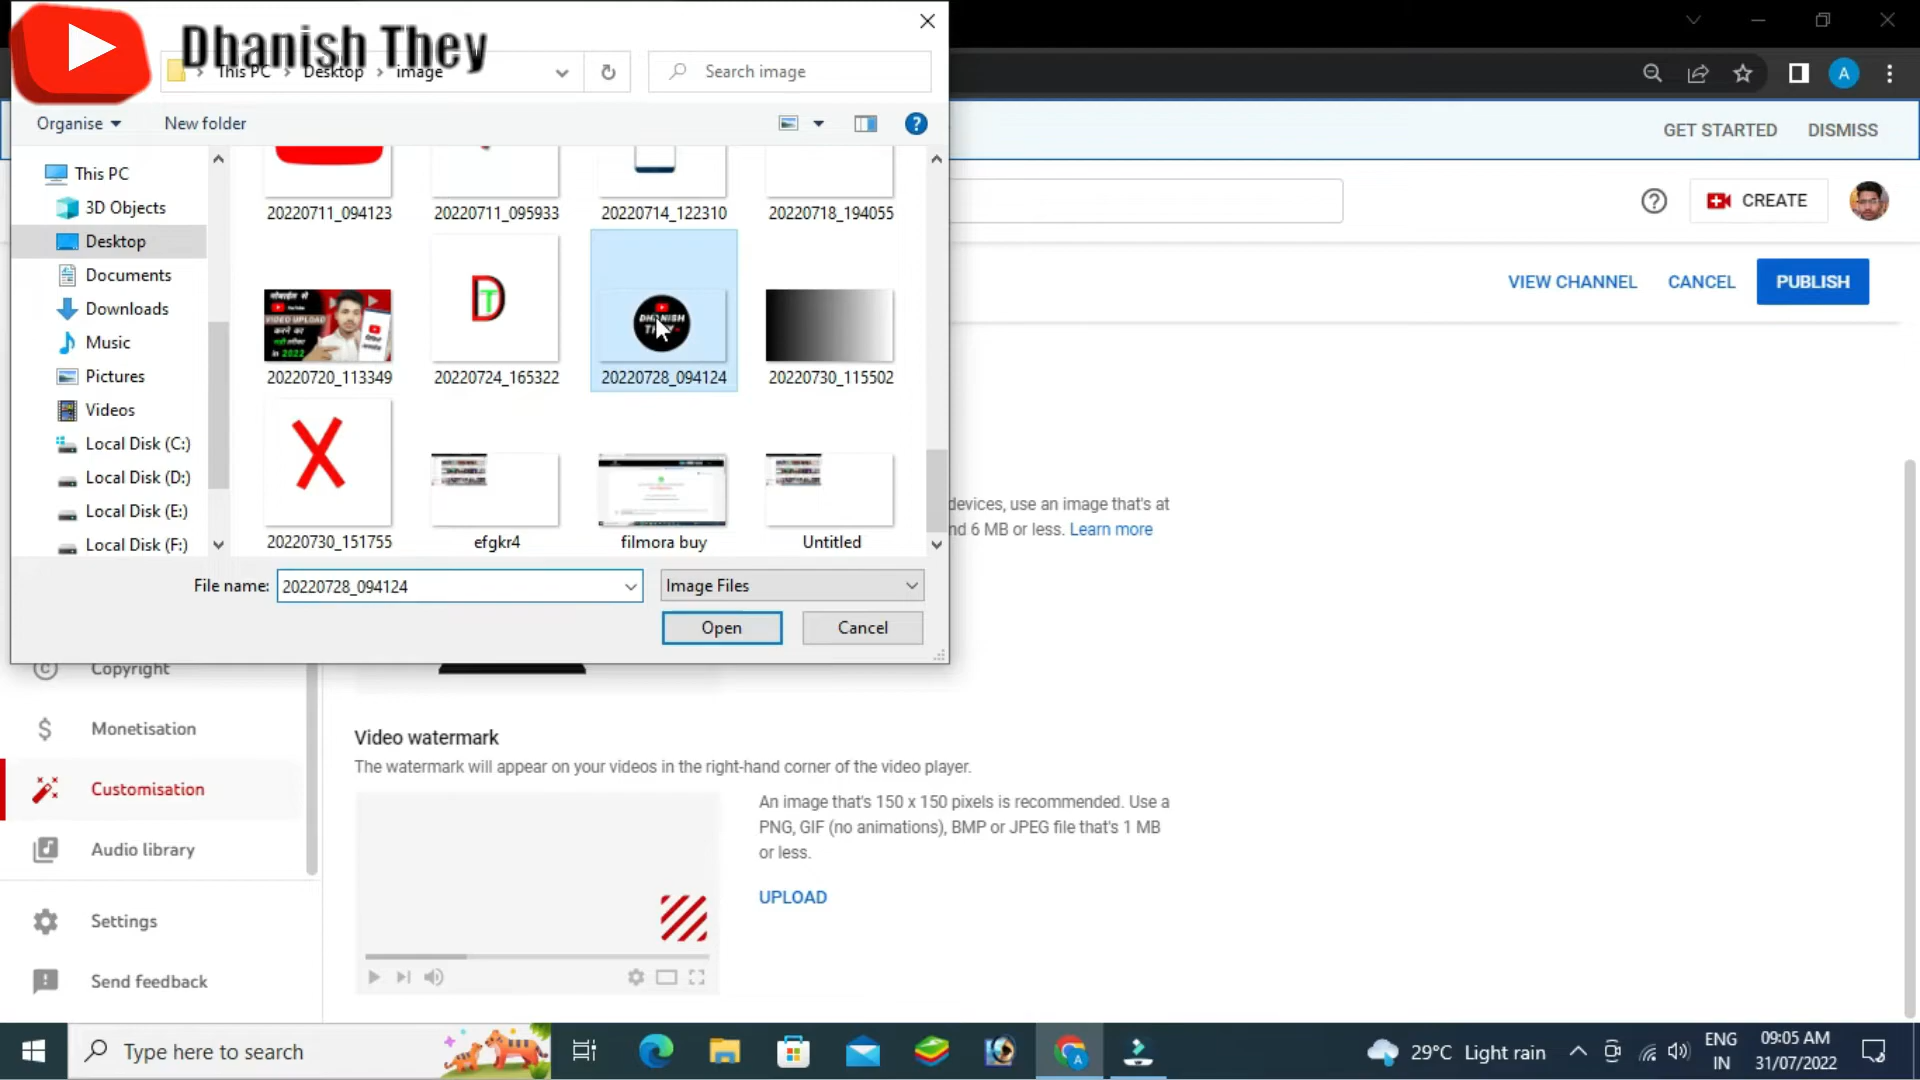 Dhanish They
This PC > Desktop > image
Search image
Organise
New folder
GET STARTED
DISMISS
This PC
3D Objects
Desktop
Documents
Downloads
Music
Pictures
Videos
Local Disk (C:)
Local Disk (D:)
Local Disk (E:)
Local Disk (F:)
20220711_094123
20220711_095933
20220714_122310
20220718_194055
VIDEO UPLOAD
in 2022
DT
DHANISH
THEY
20220720_113349
20220724_165322
20220728_094124
20220730_115502
X
20220730_151755
efgkr4
filmora buy
Untitled
File name:
20220728_094124
Image Files
Open
Cancel
A
CREATE
VIEW CHANNEL
CANCEL
PUBLISH
devices, use an image that's at
nd 6 MB or less. Learn more
Copyright
Monetisation
Customisation
Audio library
Settings
Send feedback
Video watermark
The watermark will appear on your videos in the right-hand corner of the video player.
An image that's 150 x 150 pixels is recommended. Use a
PNG, GIF (no animations), BMP or JPEG file that's 1 MB
or less.
UPLOAD
Type here to search
29°C Light rain
ENG
IN
09:05 AM
31/07/2022